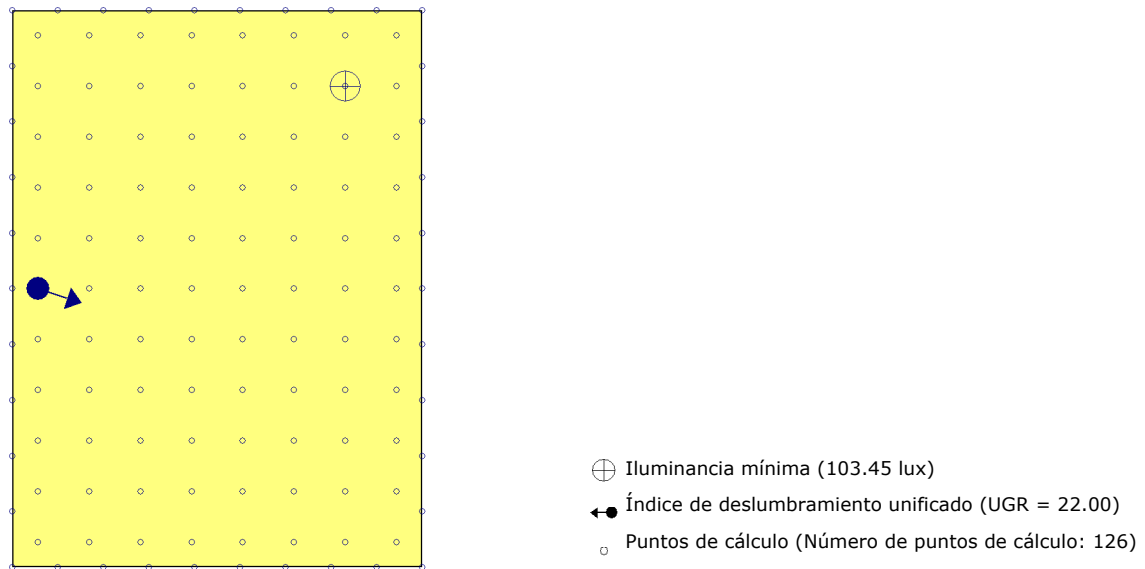 Iluminancia mínima (103.45 lux)
Índice de deslumbramiento unificado (UGR = 22.00)
Puntos de cálculo (Número de puntos de cálculo: 126)